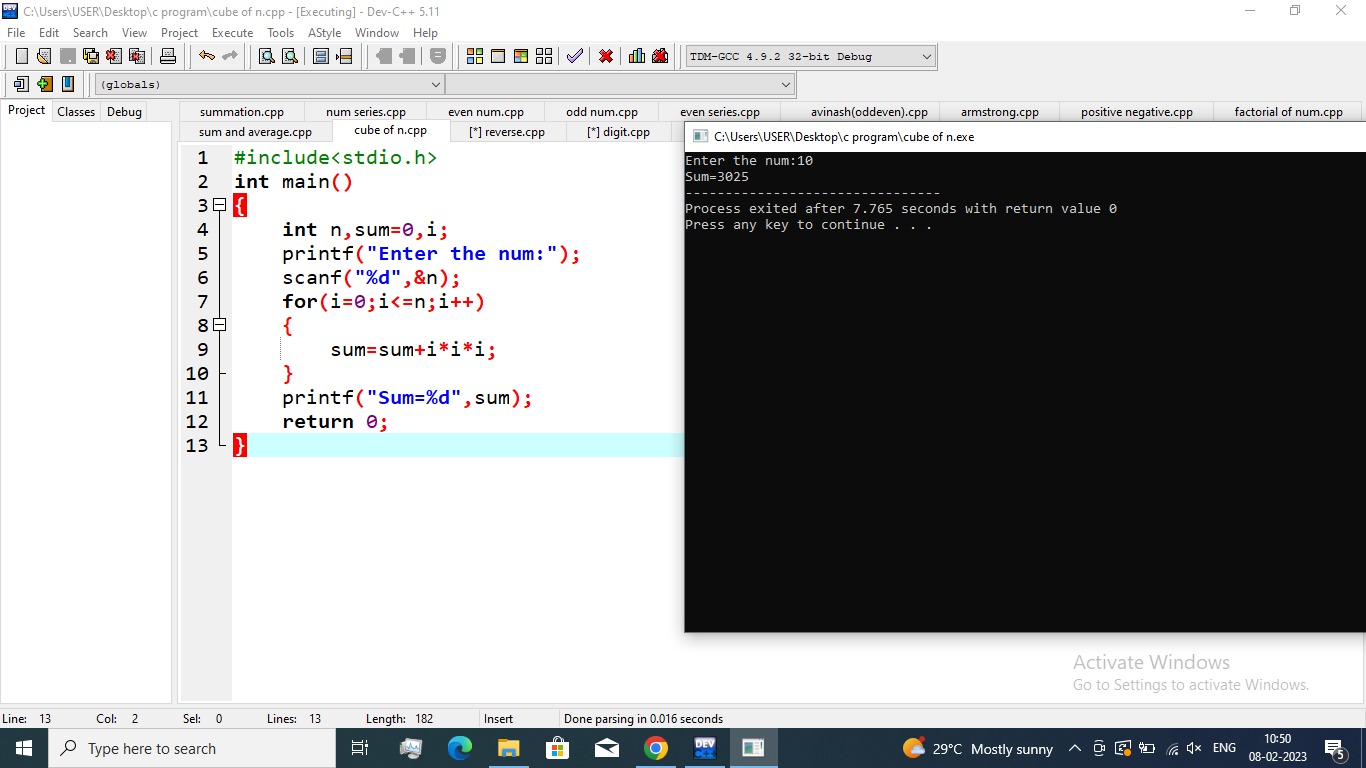 C:\Users\USER\Desktop\c program\cube of n.cpp - [Executing] - Dev-C++ 5.11
File Edit Search View Project Execute Tools AStyle Window Help
TDM-GCC 4.9.2 32-bit Debug
(globals)
Project Classes Debug
summation.cpp num series.cpp even num.cpp odd num.cpp even series.cpp avinash(oddeven).cpp armstrong.cpp positive negative.cpp factorial of num.cpp
sum and average.cpp cube of n.cpp [*] reverse.cpp [*] digit.cpp
1 #include<stdio.h>
2 int main()
3 {
4 int n,sum=0,i;
5 printf("Enter the num:");
6 scanf("%d",&n);
7 for(i=0;i<=n;i++)
8 {
9 sum=sum+i*i*i;
10 }
11 printf("Sum=%d",sum);
12 return 0;
13 }
C:\Users\USER\Desktop\c program\cube of n.exe
Enter the num:10
Sum=3025
--------------------------------
Process exited after 7.765 seconds with return value 0
Press any key to continue . . .
Activate Windows
Go to Settings to activate Windows.
Line: 13 Col: 2 Sel: 0 Lines: 13 Length: 182 Insert Done parsing in 0.016 seconds
Type here to search
DEV
29°C Mostly sunny
ENG
10:50
08-02-2023
5